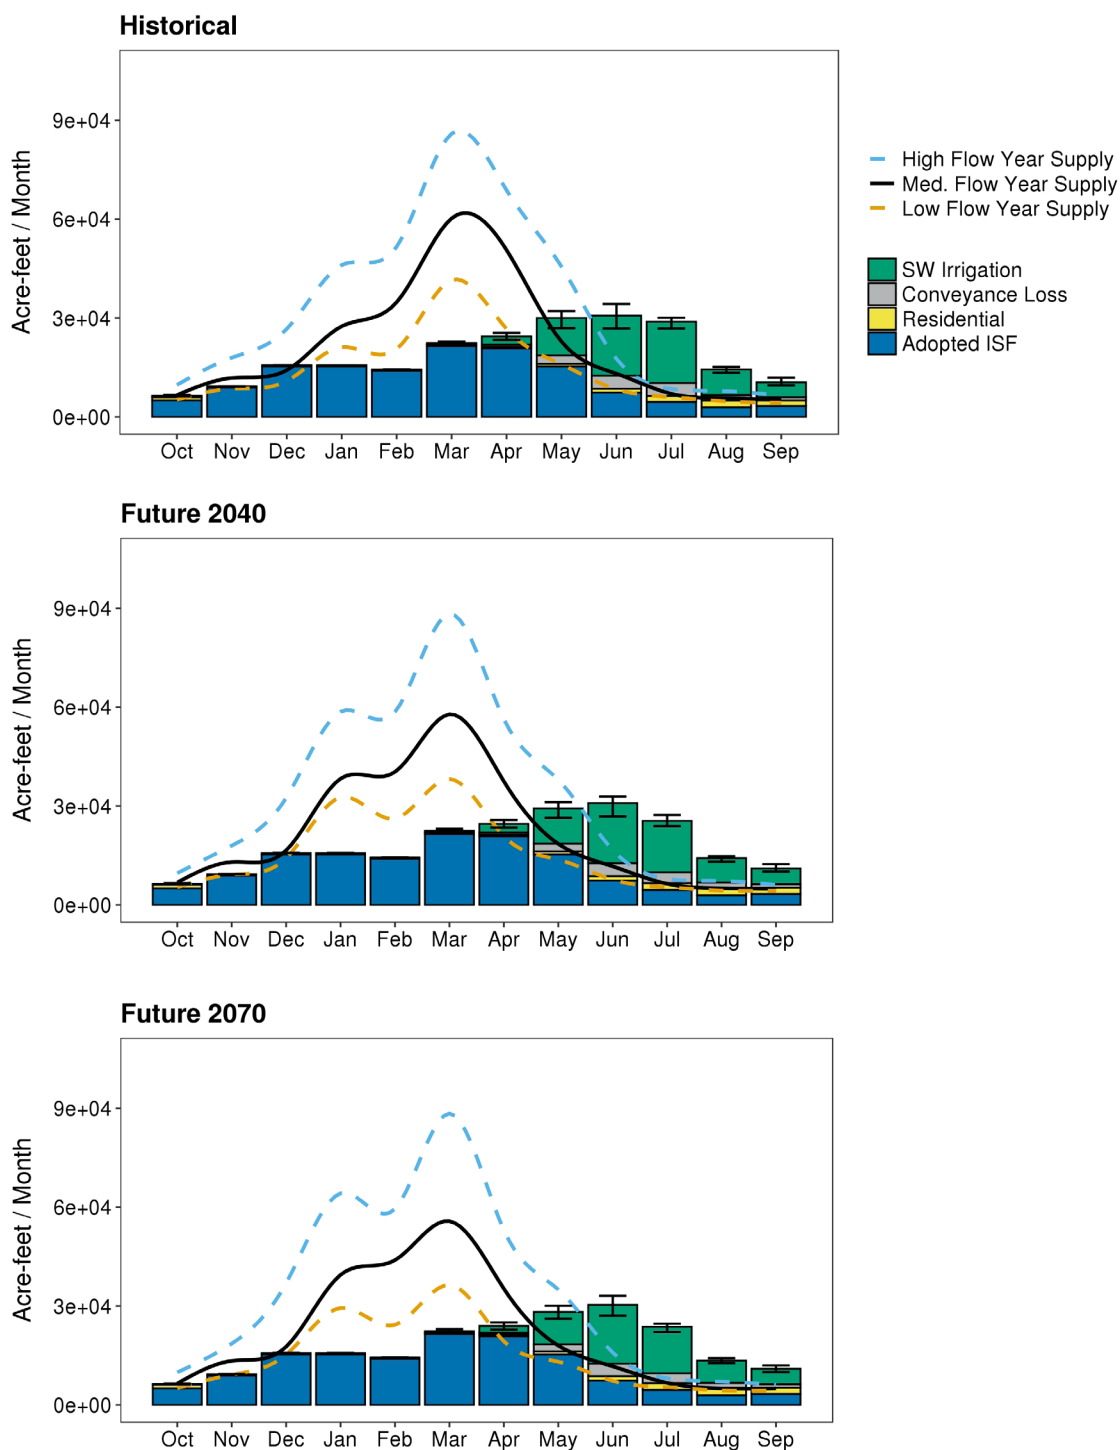 Historical
Acre-feet / Month
9e+04
6e+04
3e+04
0e+00
Oct Nov Dec Jan Feb Mar Apr May Jun Jul Aug Sep
High Flow Year Supply
Med. Flow Year Supply
Low Flow Year Supply
SW Irrigation
Conveyance Loss
Residential
Adopted ISF
Future 2040
Acre-feet / Month
9e+04
6e+04
3e+04
0e+00
Oct Nov Dec Jan Feb Mar Apr May Jun Jul Aug Sep
Future 2070
Acre-feet / Month
9e+04
6e+04
3e+04
0e+00
Oct Nov Dec Jan Feb Mar Apr May Jun Jul Aug Sep